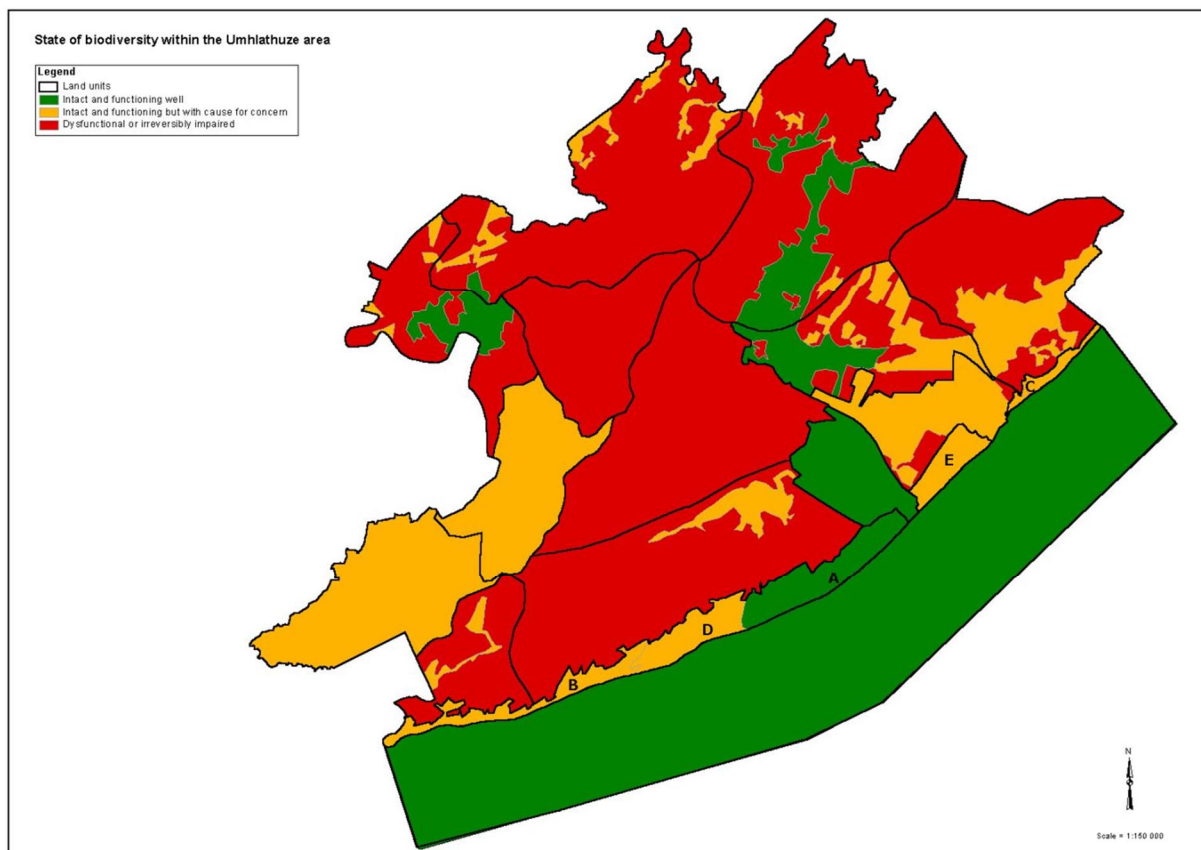 State of biodiversity within the Umhlathuze area
Legend
Land units
Intact and functioning well
Intact and functioning but with cause for concern
Dysfunctional or irreversibly impaired
C
E
A
D
B
N
Scale = 1:150 000